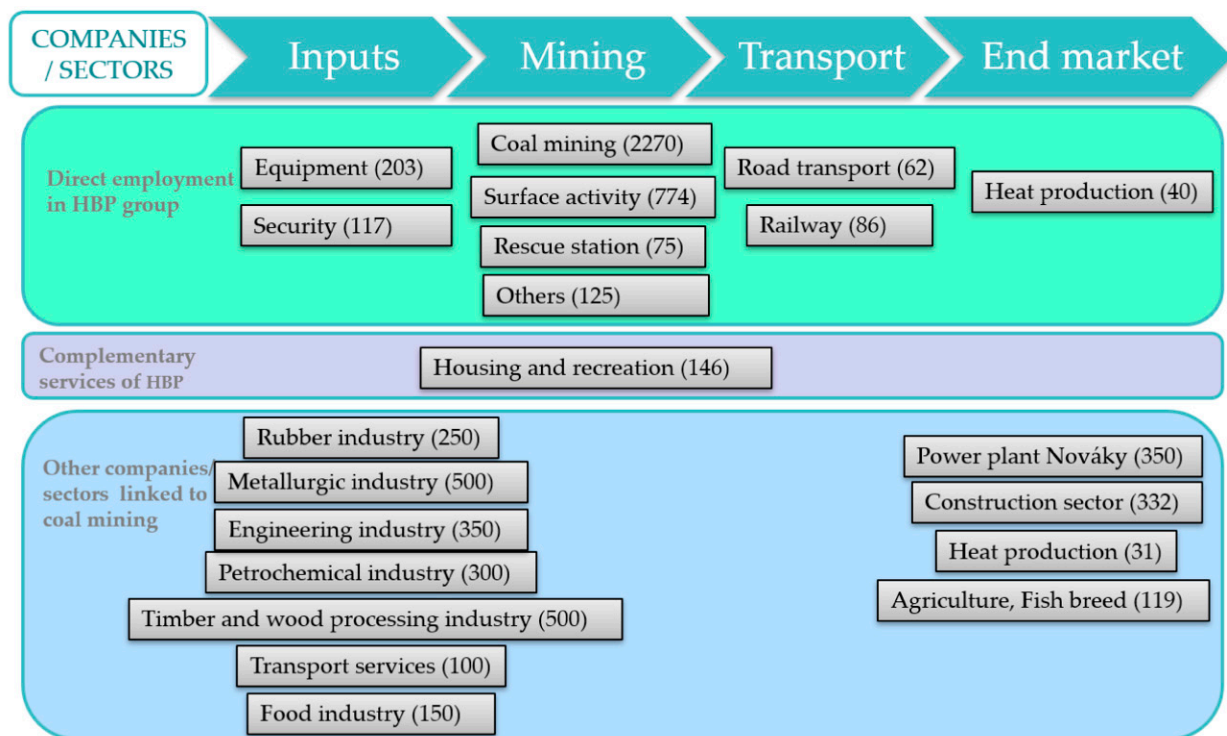 COMPANIES
/ SECTORS
Inputs
Mining
Transport
End market
Direct employment
in HBP group
Equipment (203)
Security (117)
Coal mining (2270)
Surface activity (774)
Rescue station (75)
Others (125)
Road transport (62)
Railway (86)
Heat production (40)
Complementary
services of HBP
Housing and recreation (146)
Other companies/
sectors linked to
coal mining
Rubber industry (250)
Metallurgic industry (500)
Engineering industry (350)
Petrochemical industry (300)
Timber and wood processing industry (500)
Transport services (100)
Food industry (150)
Power plant Nováky (350)
Construction sector (332)
Heat production (31)
Agriculture, Fish breed (119)